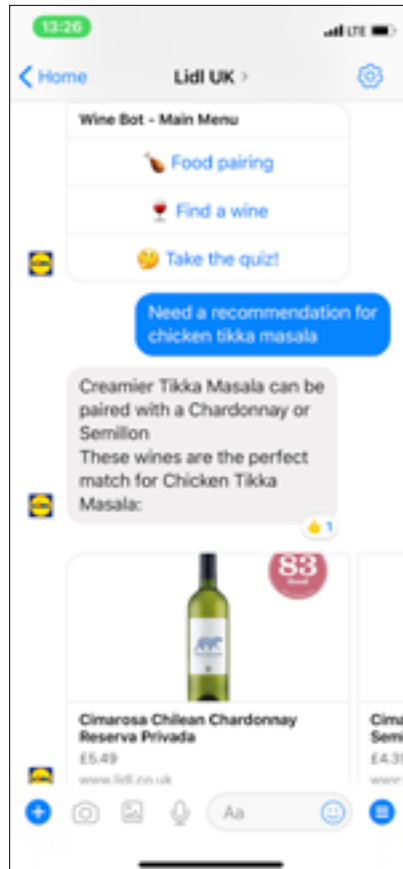 13:26
LTE
Home
Lidl UK >
Wine Bot - Main Menu
Food pairing
Find a wine
Take the quiz!
Need a recommendation for
chicken tikka masala
Creamier Tikka Masala can be
paired with a Chardonnay or
Semillon
These wines are the perfect
match for Chicken Tikka
Masala:
1
83
Good
Cimarosa Chilean Chardonnay
Reserva Privada
£5.49
www.lidl.co.uk
Cima
Semi
£4.39
www
Aa